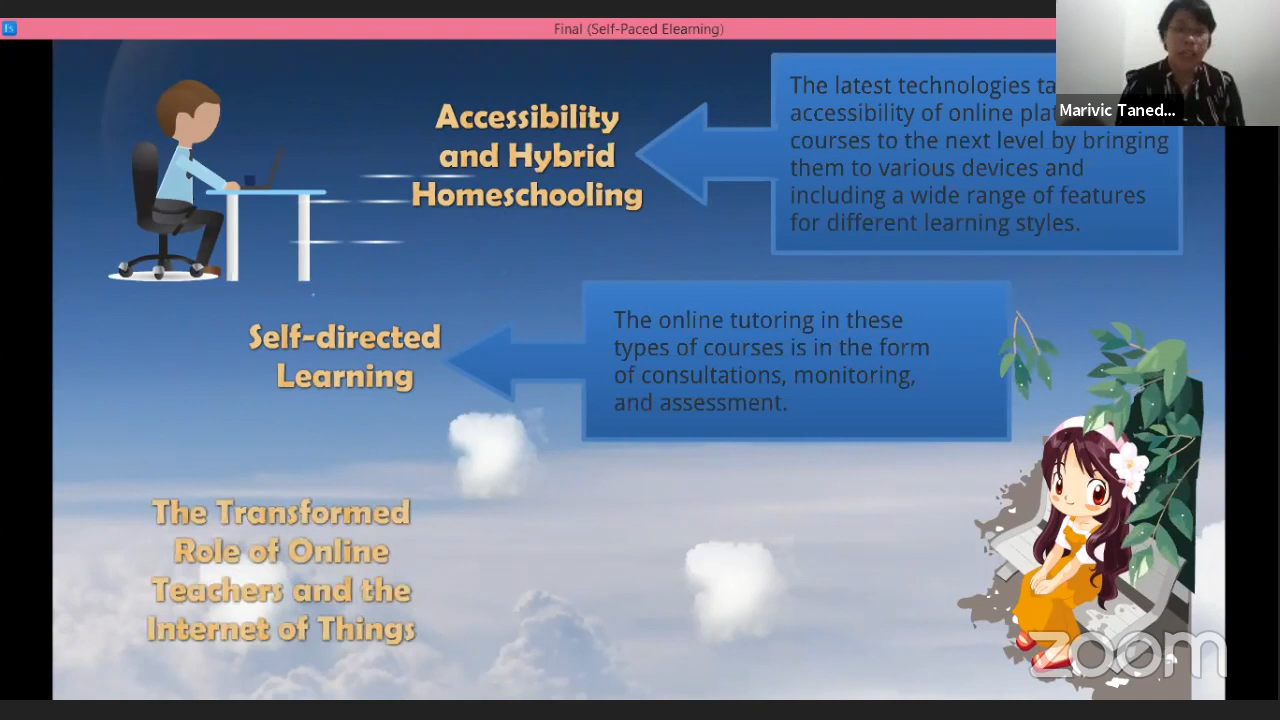 Final (Self-Paced Elearning)
Accessibility
and Hybrid
Homeschooling
The latest technologies
accessibility of online
courses to the next level by bringing
them to various devices and
including a wide range of features
for different learning styles.
Marivic Taned...
Self-directed
Learning
The online tutoring in these
types of courses is in the form
of consultations, monitoring,
and assessment.
The Transformed
Role of Online
Teachers and the
Internet of Things
zoom